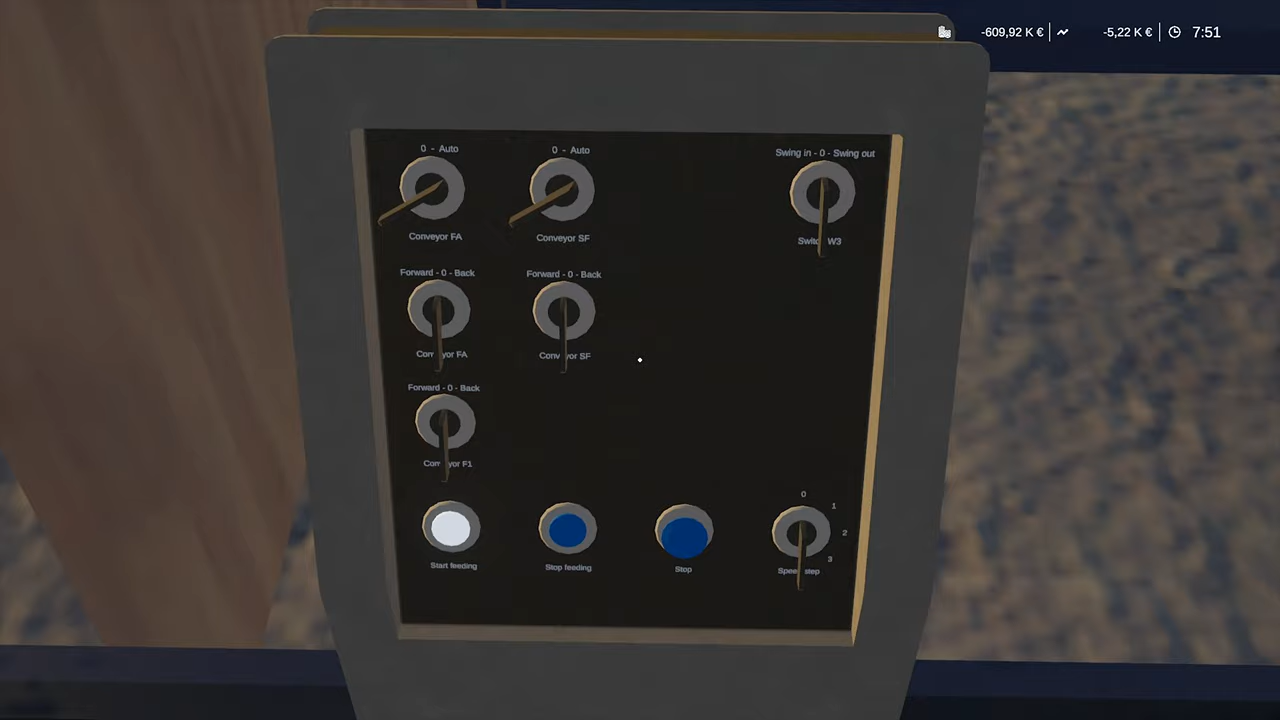 -609,92 K € -5,22 K € 7:51
0 - Auto 0 - Auto Swing in - 0 - Swing out
Conveyor FA Conveyor SF Switch W3
Forward - 0 - Back Forward - 0 - Back
Conveyor FA Conveyor SF
Forward - 0 - Back
Conveyor F1
0
1
2
3
Start feeding Stop feeding Stop Speed step